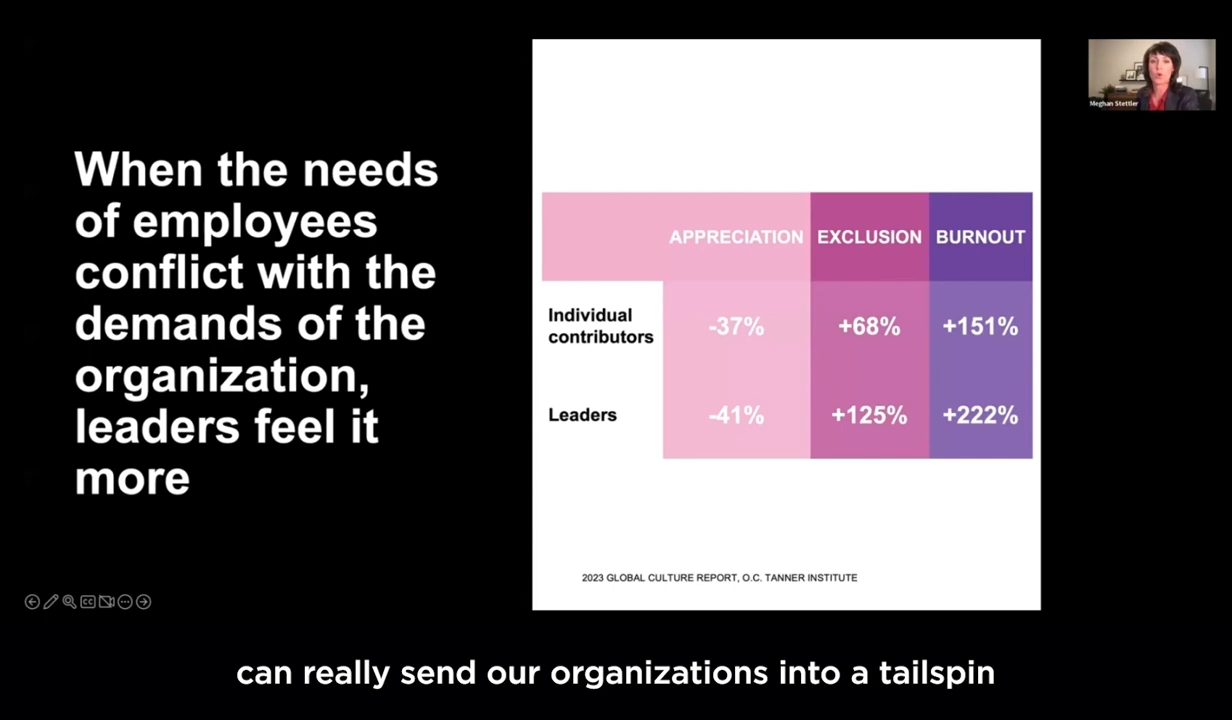 When the needs
of employees
conflict with the
demands of the
organization,
leaders feel it
more
APPRECIATION EXCLUSION BURNOUT
Individual
contributors
-37% +68% +151%
Leaders -41% +125% +222%
2023 GLOBAL CULTURE REPORT, O.C. TANNER INSTITUTE
Meghan Stettler
CC
can really send our organizations into a tailspin